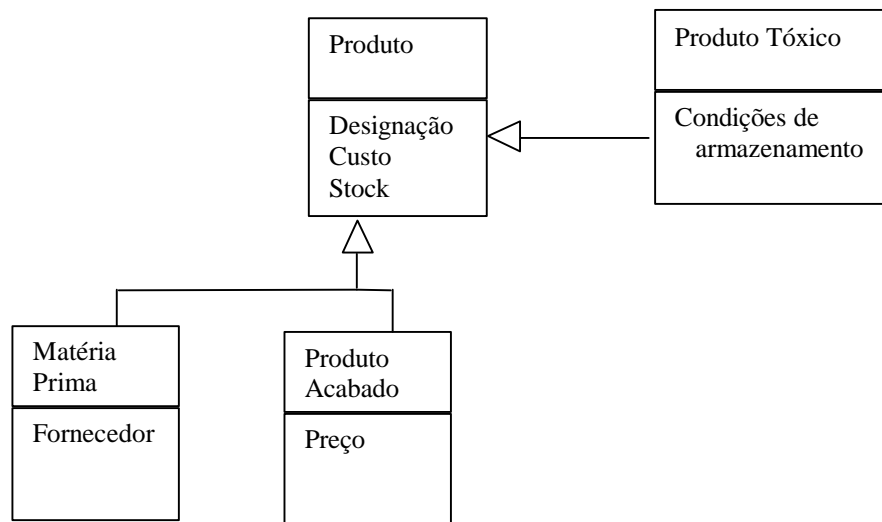 Produto
Designação
Custo
Stock
Produto Tóxico
Condições de
armazenamento
Matéria
Prima
Fornecedor
Produto
Acabado
Preço